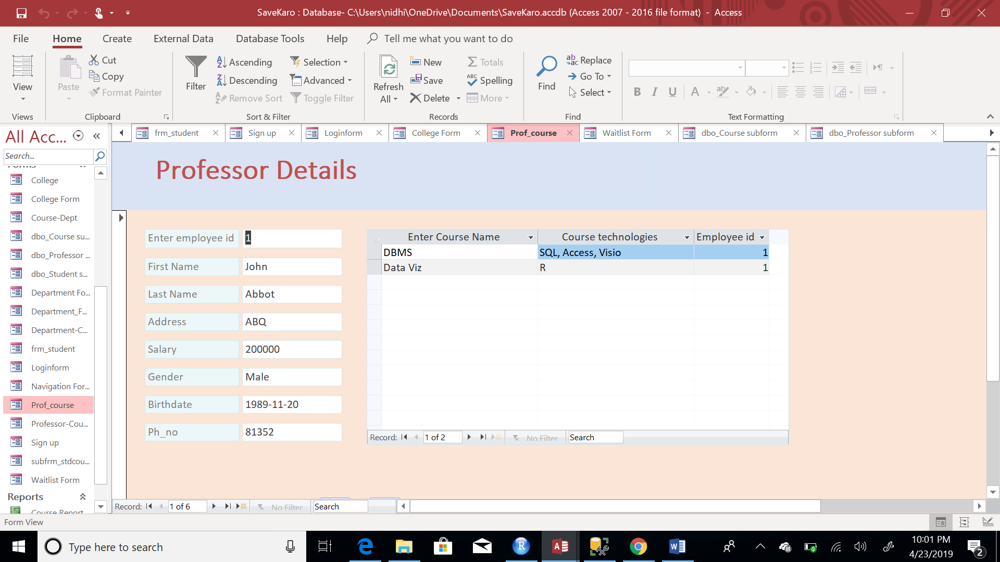 SaveKaro : Database- C:\Users\nidhi\OneDrive\Documents\SaveKaro.accdb (Access 2007 - 2016 file format) - Access
File Home Create External Data Database Tools Help Tell me what you want to do
View
Views
Paste
Cut
Copy
Format Painter
Clipboard
Filter
Ascending
Descending
Remove Sort
Selection
Advanced
Toggle Filter
Sort & Filter
Refresh
All
New
Save
Delete
Totals
Spelling
More
Records
Find
Replace
Go To
Select
Find
B I U A
Text Formatting
All Acc...
Search...
frm_student
Sign up
Loginform
College Form
Prof_course
Waitlist Form
dbo_Course subform
dbo_Professor subform
Forms
College
College Form
Course-Dept
dbo_Course su...
dbo_Professor ...
dbo_Student s...
Department Fo...
Department_F...
Department-C...
frm_student
Loginform
Navigation For...
Prof_course
Professor-Cou...
Sign up
subfrm_stdcou...
Waitlist Form
Reports
Course Report
Professor Details
Enter employee id 1
First Name John
Last Name Abbot
Address ABQ
Salary 200000
Gender Male
Birthdate 1989-11-20
Ph_no 81352
Enter Course Name Course technologies Employee id
DBMS SQL, Access, Visio 1
Data Viz R 1
Record: 1 of 2 No Filter Search
Record: 1 of 6 No Filter Search
Form View
Type here to search
10:01 PM
4/23/2019
2